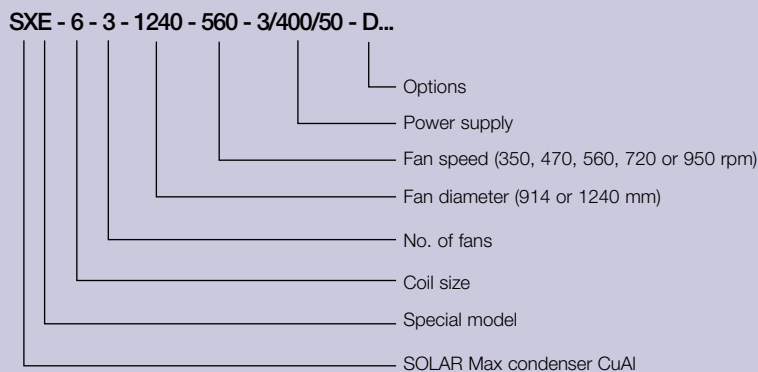 SXE - 6 - 3 - 1240 - 560 - 3/400/50 - D...
Options
Power supply
Fan speed (350, 470, 560, 720 or 950 rpm)
Fan diameter (914 or 1240 mm)
No. of fans
Coil size
Special model
SOLAR Max condenser CuAl